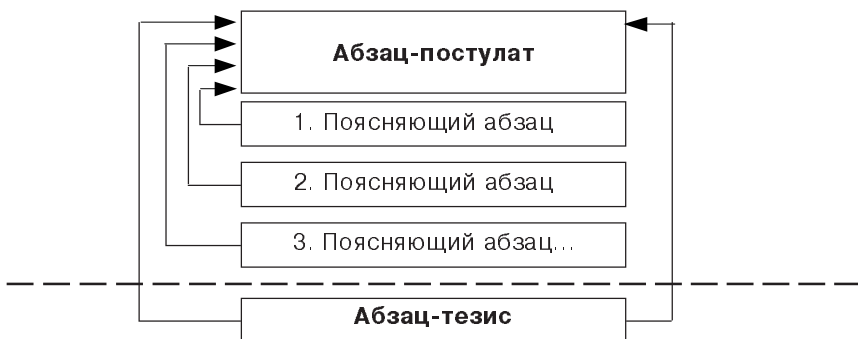 Абзац-постулат
1. Поясняющий абзац
2. Поясняющий абзац
3. Поясняющий абзац...
Абзац-тезис